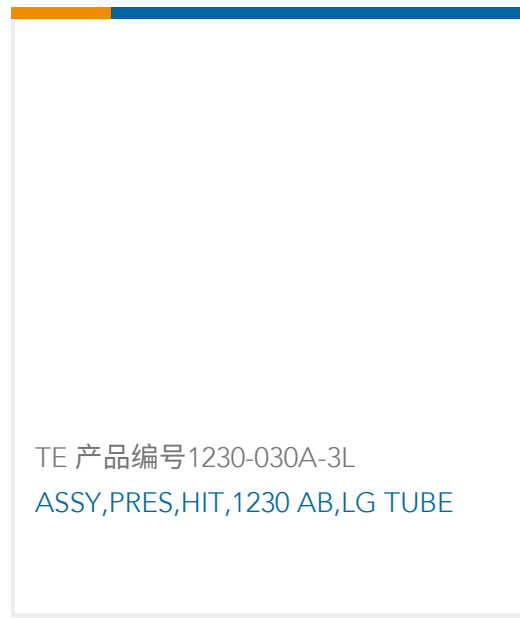 TE 产品编号1230-030A-3L
ASSY,PRES,HIT,1230 AB,LG TUBE